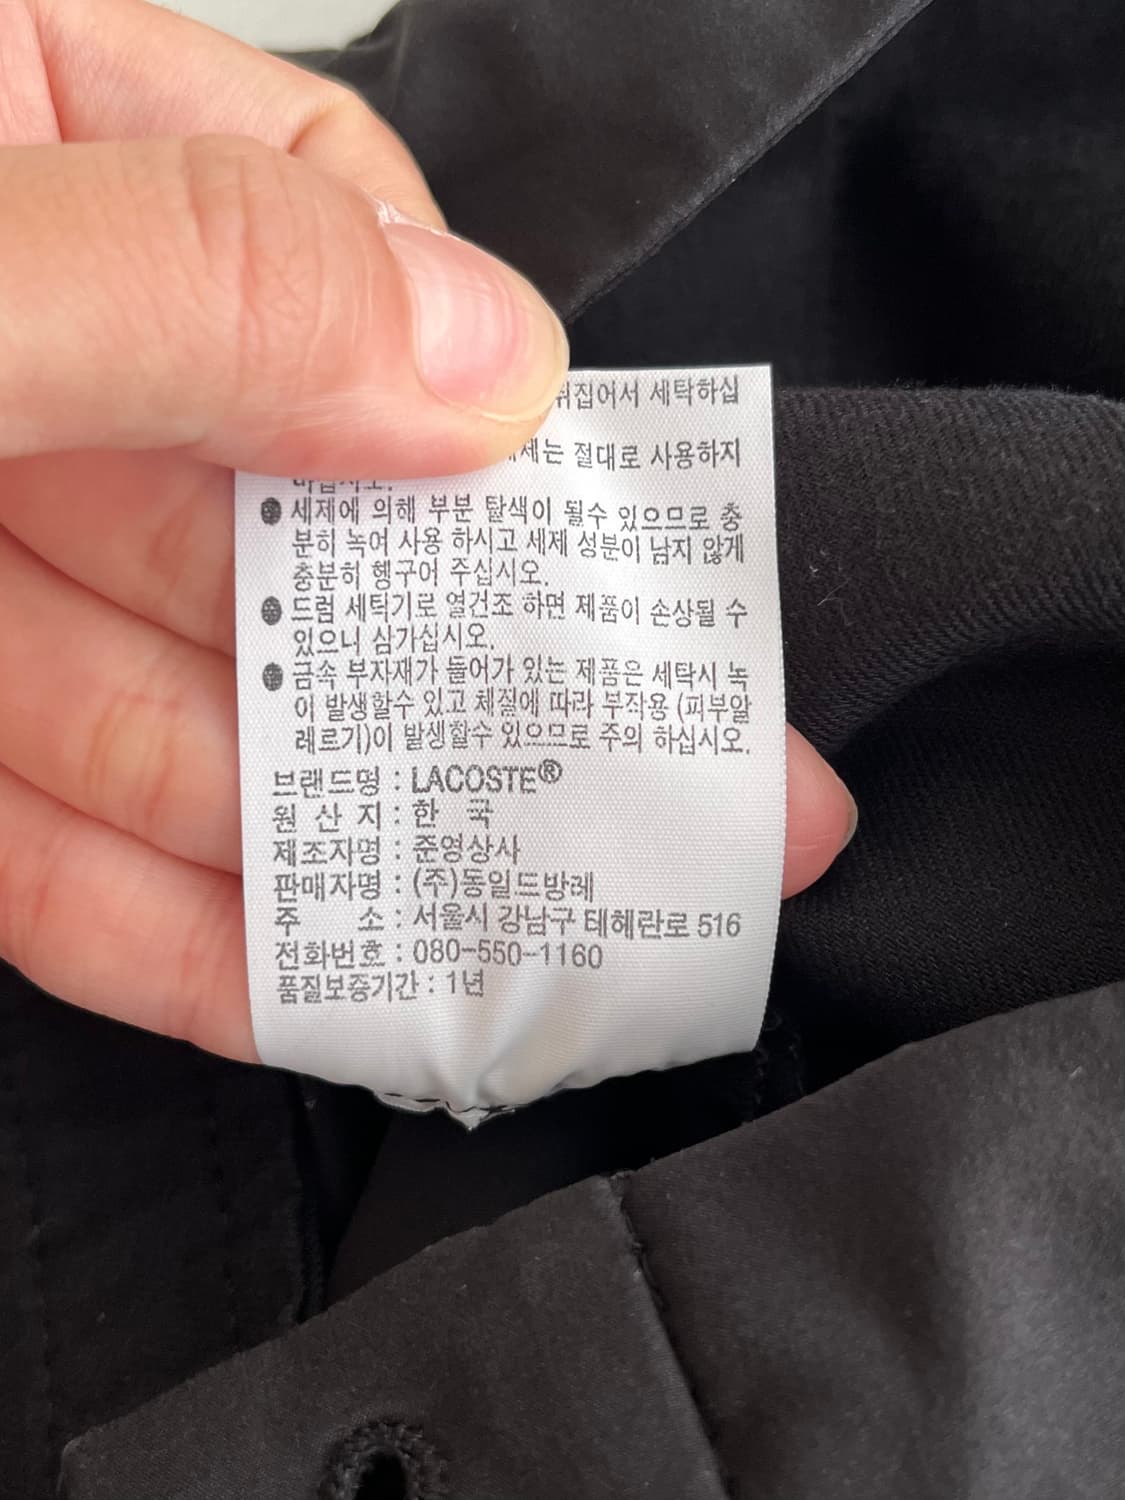 뒤집어서 세탁하십
세제는 절대로 사용하지
마십시오.
● 세제에 의해 부분 탈색이 될수 있으므로 충
분히 녹여 사용 하시고 세제 성분이 남지 않게
충분히 헹구어 주십시오.
● 드럼 세탁기로 열건조 하면 제품이 손상될 수
있으니 삼가십시오.
● 금속 부자재가 들어가 있는 제품은 세탁시 녹
이 발생할수 있고 체질에 따라 부작용 (피부알
레르기)이 발생할수 있으므로 주의 하십시오.
브랜드명 : LACOSTE®
원 산 지 : 한 국
제조자명 : 준영상사
판매자명 : (주)동일드방레
주 소 : 서울시 강남구 테헤란로 516
전화번호 : 080-550-1160
품질보증기간 : 1년